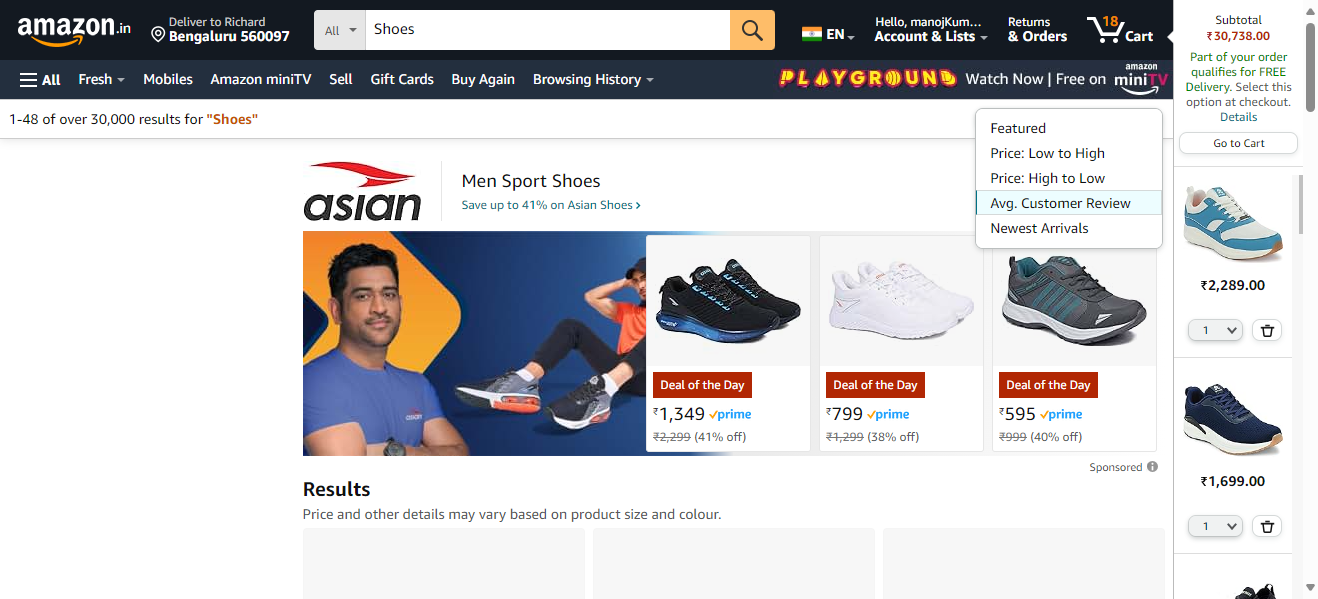 amazon.in
Deliver to Richard
Bengaluru 560097
All
Shoes
EN
Hello, manojKum...
Account & Lists
Returns
& Orders
18
Cart
All
Fresh
Mobiles
Amazon miniTV
Sell
Gift Cards
Buy Again
Browsing History
PLAYGROUND
Watch Now | Free on
amazon
miniTV
1-48 of over 30,000 results for "Shoes"
Featured
Price: Low to High
Price: High to Low
Avg. Customer Review
Newest Arrivals
asian
Men Sport Shoes
Save up to 41% on Asian Shoes
asian
Deal of the Day
₹1,349 prime
₹2,299 (41% off)
Deal of the Day
₹799 prime
₹1,299 (38% off)
Deal of the Day
₹595 prime
₹999 (40% off)
Sponsored
Results
Price and other details may vary based on product size and colour.
Subtotal
₹30,738.00
Part of your order
qualifies for FREE
Delivery. Select this
option at checkout.
Details
Go to Cart
₹2,289.00
1
₹1,699.00
1